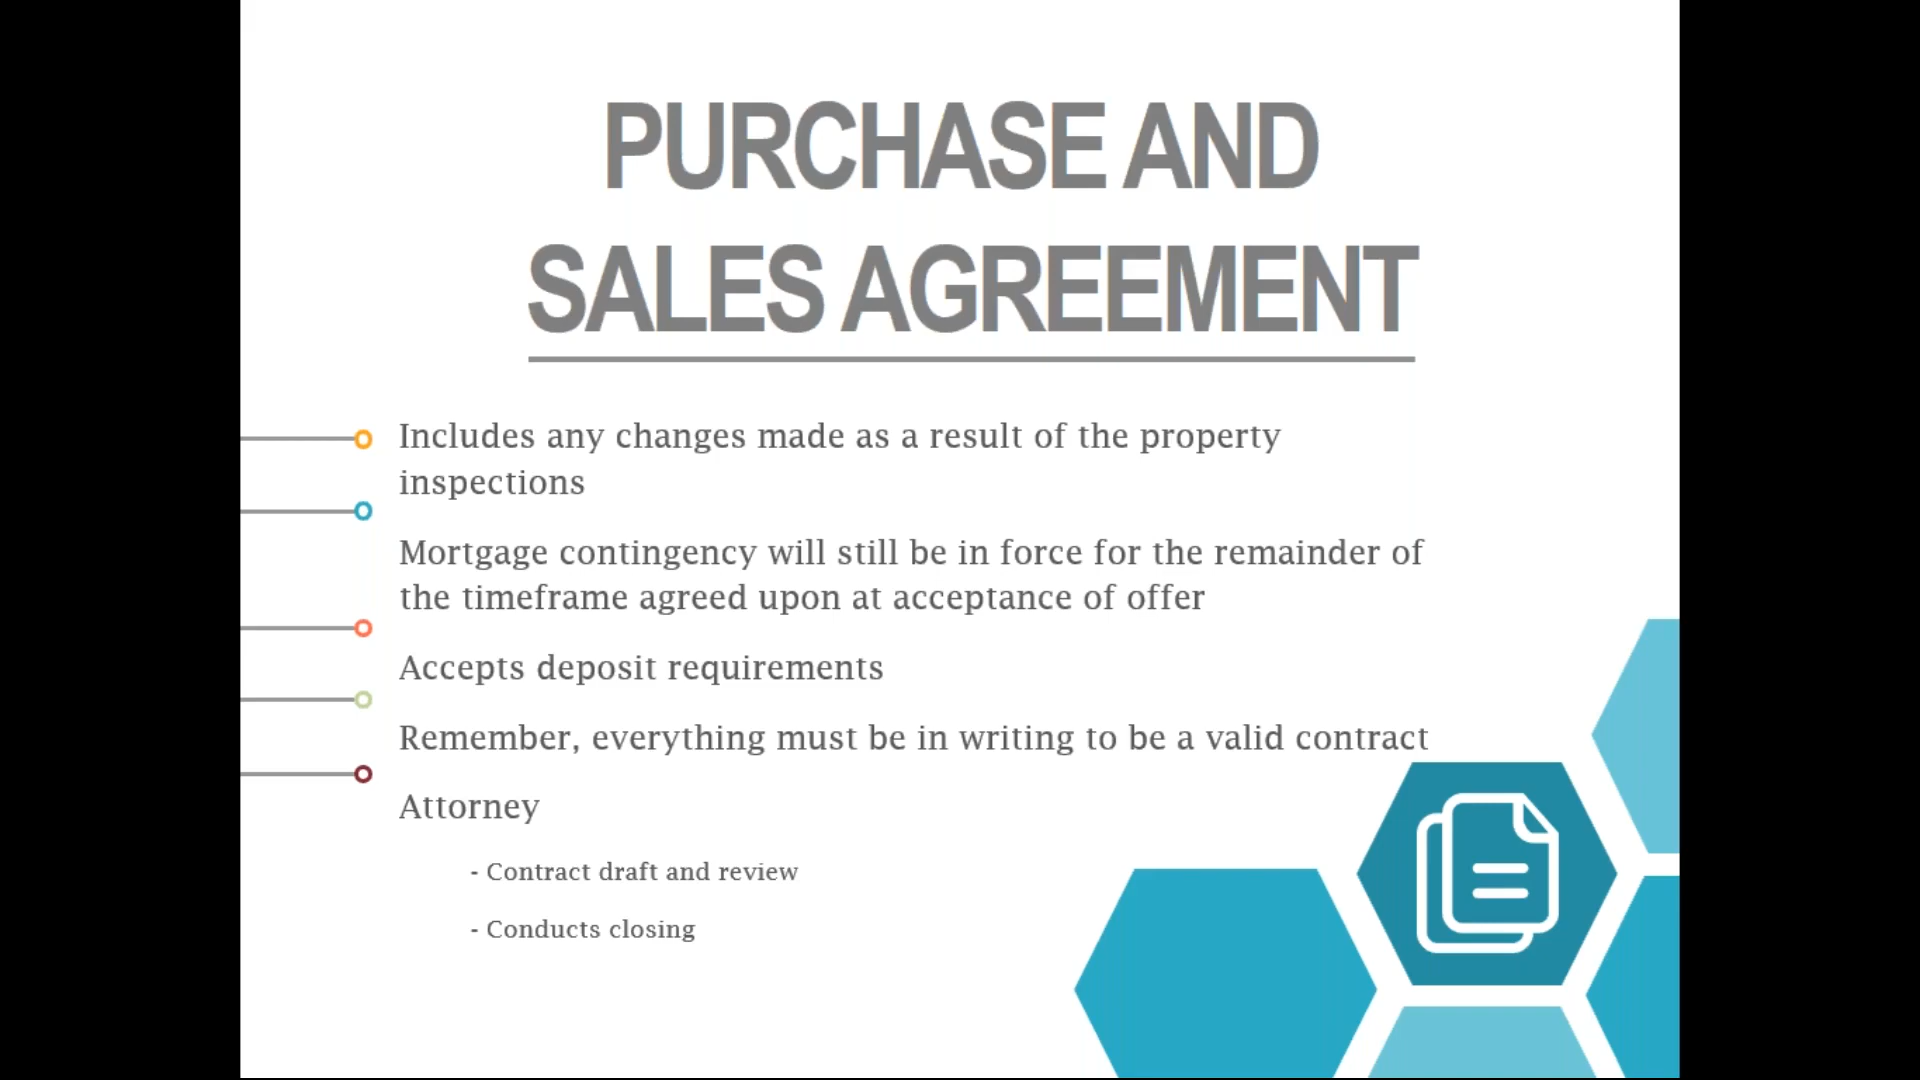 PURCHASE AND
SALES AGREEMENT
Includes any changes made as a result of the property
inspections
Mortgage contingency will still be in force for the remainder of
the timeframe agreed upon at acceptance of offer
Accepts deposit requirements
Remember, everything must be in writing to be a valid contract
Attorney
- Contract draft and review
- Conducts closing